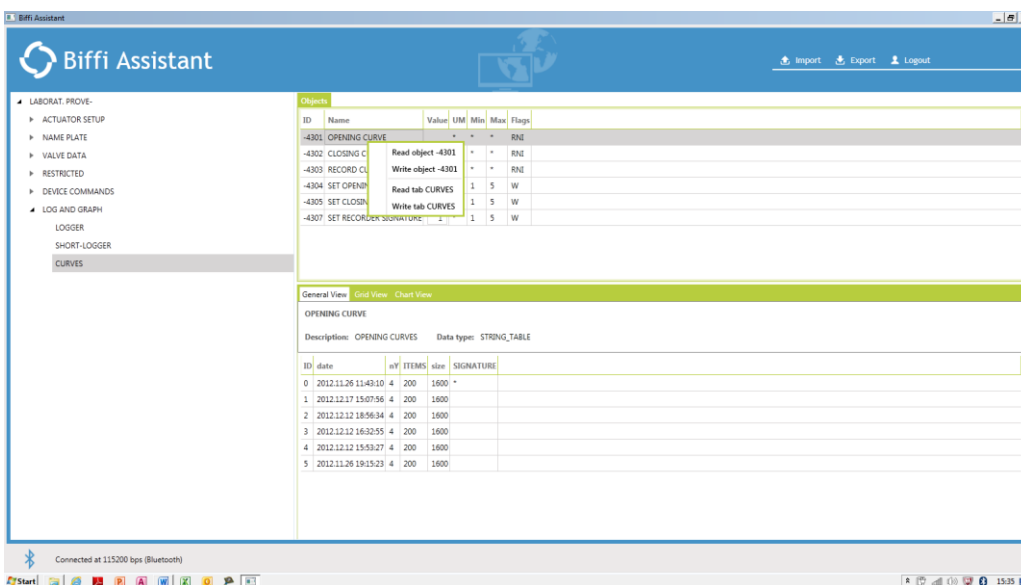 Biffi Assistant
Biffi Assistant
Import Export Logout
LABORAT. PROVE-
ACTUATOR SETUP
NAME PLATE
VALVE DATA
RESTRICTED
DEVICE COMMANDS
LOG AND GRAPH
LOGGER
SHORT-LOGGER
CURVES
Objects
ID Name Value UM Min Max Flags
-4301 OPENING CURVE * * * RNI
-4302 CLOSING C * * RNI
-4303 RECORD CU * * RNI
-4304 SET OPENIN 1 5 W
-4305 SET CLOSIN 1 5 W
-4307 SET RECORDER SIGNATURE 1 * 1 5 W
Read object -4301
Write object -4301
Read tab CURVES
Write tab CURVES
General View Grid View Chart View
OPENING CURVE
Description: OPENING CURVES Data type: STRING_TABLE
ID date nY ITEMS size SIGNATURE
0 2012.11.26 11:43:10 4 200 1600 *
1 2012.12.17 15:07:56 4 200 1600
2 2012.12.12 18:56:34 4 200 1600
3 2012.12.12 16:32:55 4 200 1600
4 2012.12.12 15:53:27 4 200 1600
5 2012.11.26 19:15:23 4 200 1600
Connected at 115200 bps (Bluetooth)
Start 15:35